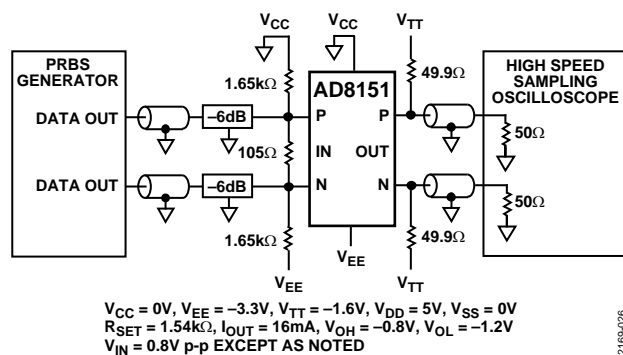 PRBS
GENERATOR
DATA OUT
DATA OUT
–6dB
–6dB
VCC
1.65kΩ
105Ω
1.65kΩ
VEE
VCC
AD8151
P
P
IN
OUT
N
N
VEE
VTT
49.9Ω
49.9Ω
VTT
HIGH SPEED
SAMPLING
OSCILLOSCOPE
50Ω
50Ω
VCC = 0V, VEE = –3.3V, VTT = –1.6V, VDD = 5V, VSS = 0V
RSET = 1.54kΩ, IOUT = 16mA, VOH = –0.8V, VOL = –1.2V
VIN = 0.8V p-p EXCEPT AS NOTED